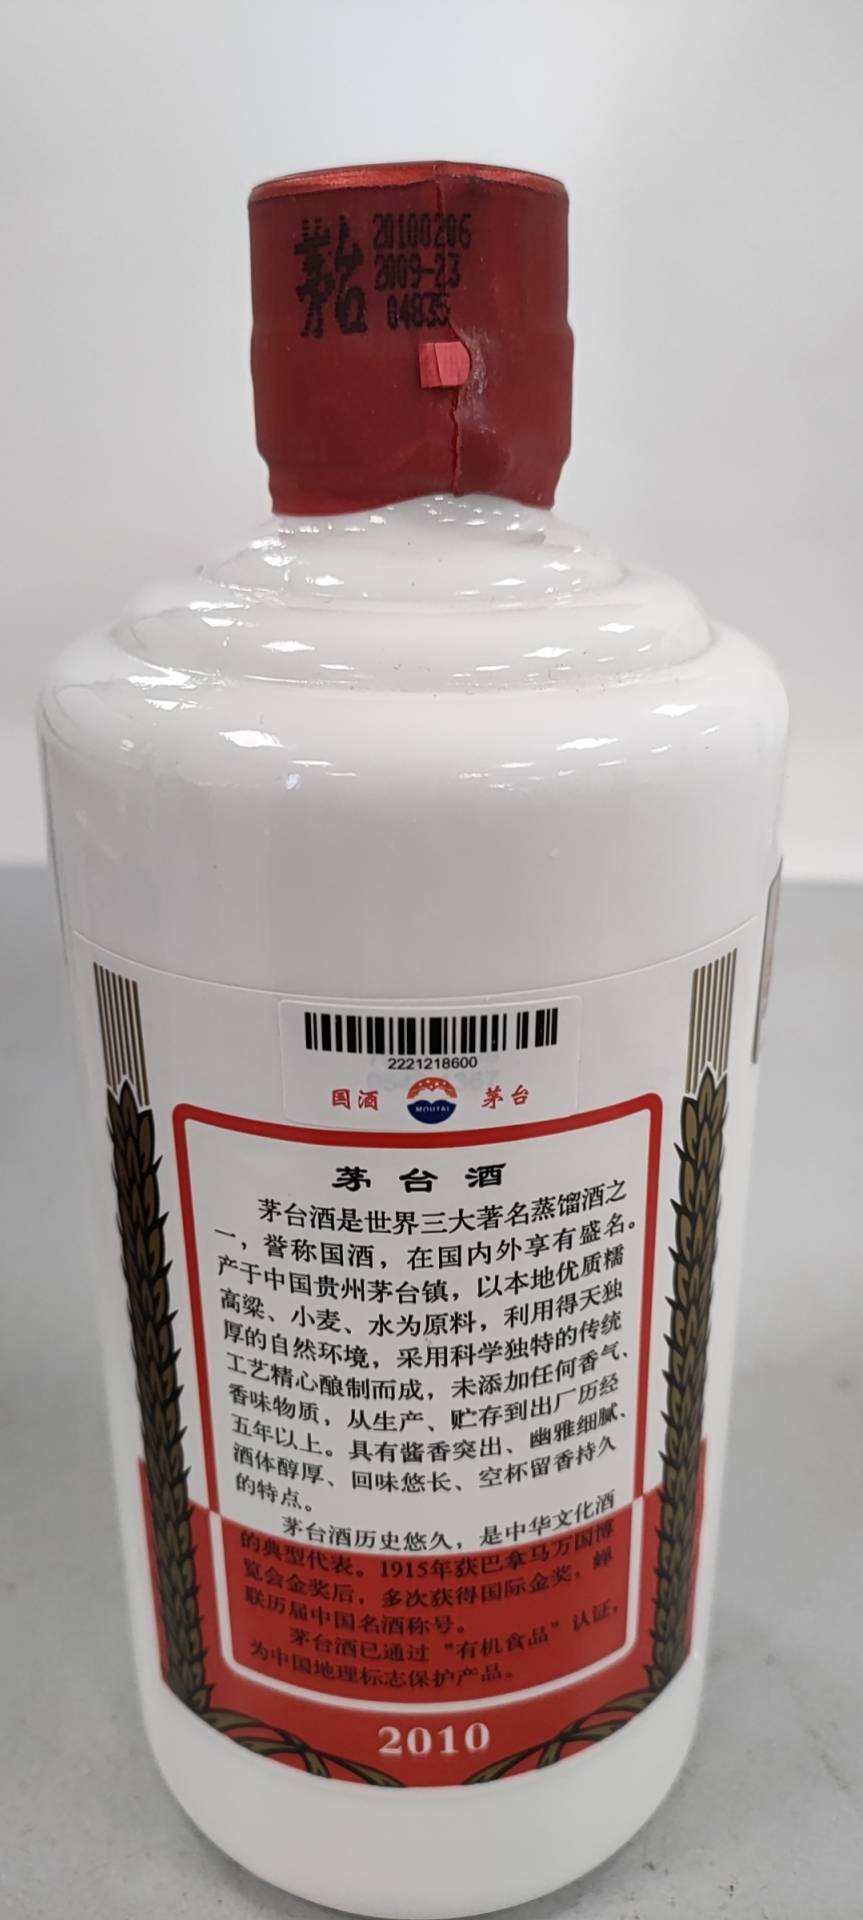 茅台
20100206
2009-23
04835
2221218600
国酒
MOUTAI
茅台
茅台酒
茅台酒是世界三大著名蒸馏酒之
一，誉称国酒，在国内外享有盛名。
产于中国贵州茅台镇，以本地优质糯
高粱、小麦、水为原料，利用得天独
厚的自然环境，采用科学独特的传统
工艺精心酿制而成，未添加任何香气、
香味物质，从生产、贮存到出厂历经
五年以上。具有酱香突出、幽雅细腻、
酒体醇厚、回味悠长、空杯留香持久
的特点。
茅台酒历史悠久，是中华文化酒
的典型代表。1915年获巴拿马万国博
览会金奖后，多次获得国际金奖，蝉
联历届中国名酒称号。
茅台酒已通过“有机食品”认证，
为中国地理标志保护产品。
2010